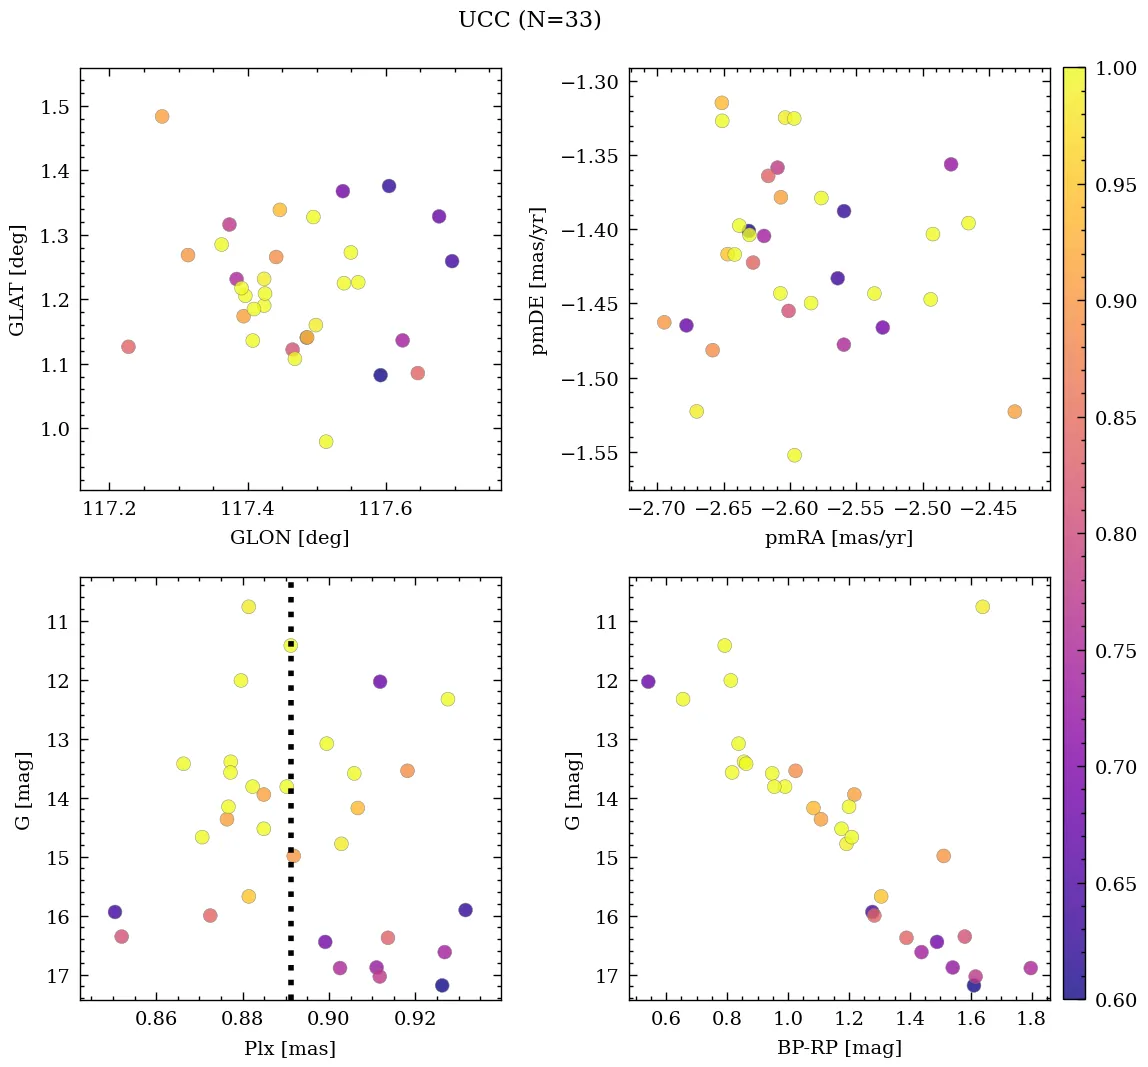 UCC (N=33)
1.5
1.4
1.3
1.2
1.1
1.0
GLAT [deg]
117.2 117.4 117.6
GLON [deg]
−1.30
−1.35
−1.40
−1.45
−1.50
−1.55
pmDE [mas/yr]
−2.70 −2.65 −2.60 −2.55 −2.50 −2.45
pmRA [mas/yr]
11
12
13
14
15
16
17
G [mag]
0.86 0.88 0.90 0.92
Plx [mas]
11
12
13
14
15
16
17
G [mag]
0.6 0.8 1.0 1.2 1.4 1.6 1.8
BP-RP [mag]
1.00
0.95
0.90
0.85
0.80
0.75
0.70
0.65
0.60